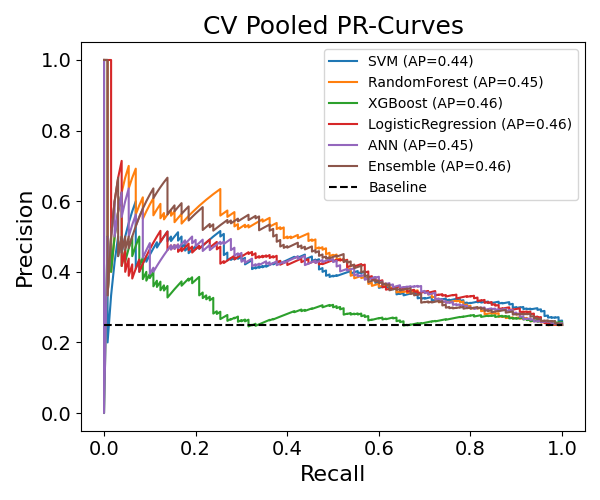 CV Pooled PR-Curves
Precision
1.0
0.8
0.6
0.4
0.2
0.0
SVM (AP=0.44)
RandomForest (AP=0.45)
XGBoost (AP=0.46)
LogisticRegression (AP=0.46)
ANN (AP=0.45)
Ensemble (AP=0.46)
Baseline
0.0 0.2 0.4 0.6 0.8 1.0
Recall